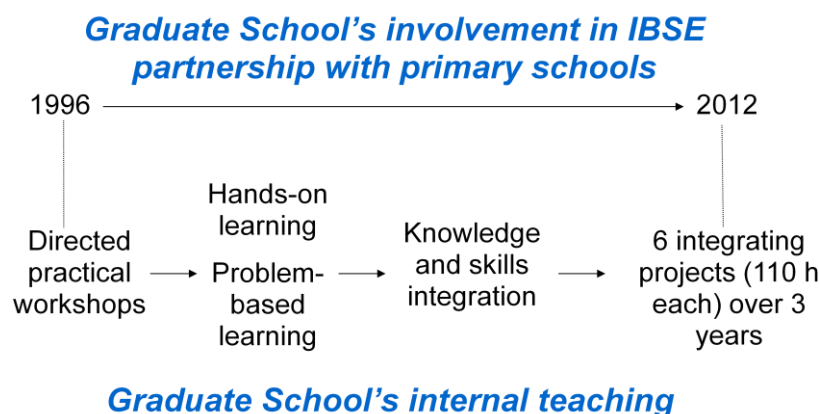 Graduate School's involvement in IBSE
partnership with primary schools
1996
2012
Directed
practical
workshops
Hands-on
learning
Problem-
based
learning
Knowledge
and skills
integration
6 integrating
projects (110 h
each) over 3
years
Graduate School's internal teaching